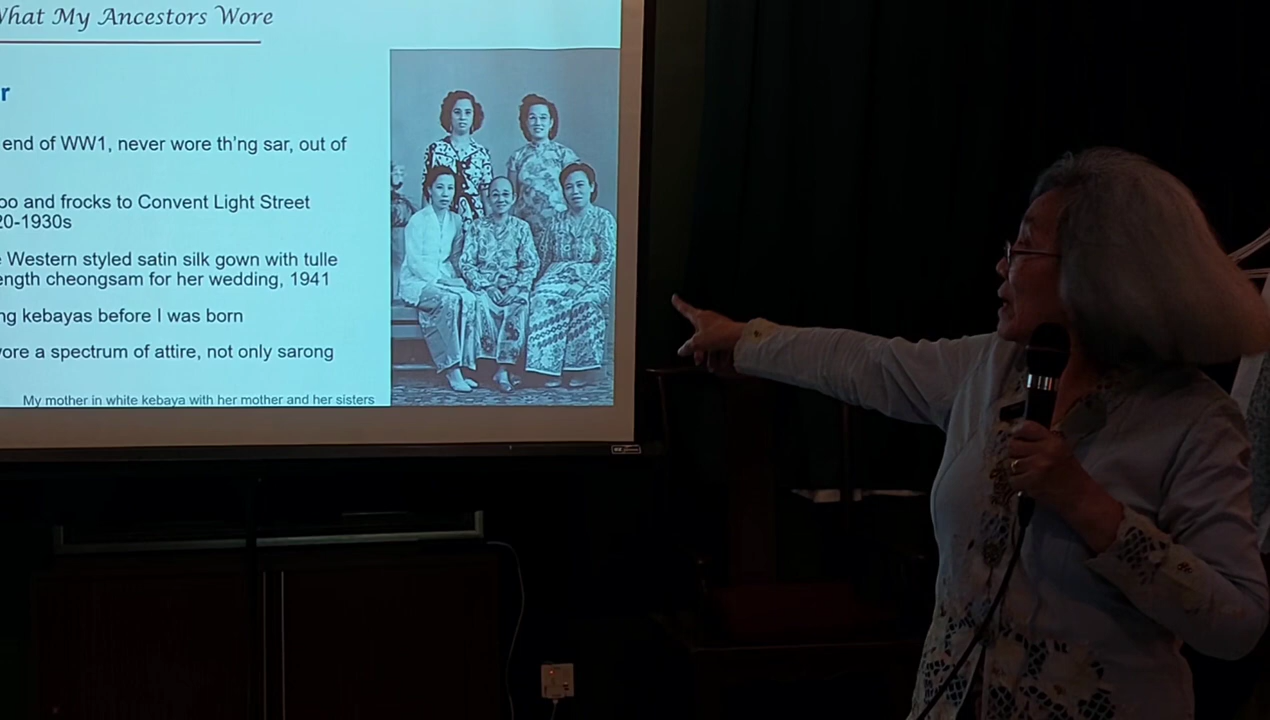 What My Ancestors Wore
r
end of WW1, never wore th'ng sar, out of
oo and frocks to Convent Light Street
20-1930s
Western styled satin silk gown with tulle
ength cheongsam for her wedding, 1941
ng kebayas before I was born
ore a spectrum of attire, not only sarong
My mother in white kebaya with her mother and her sisters